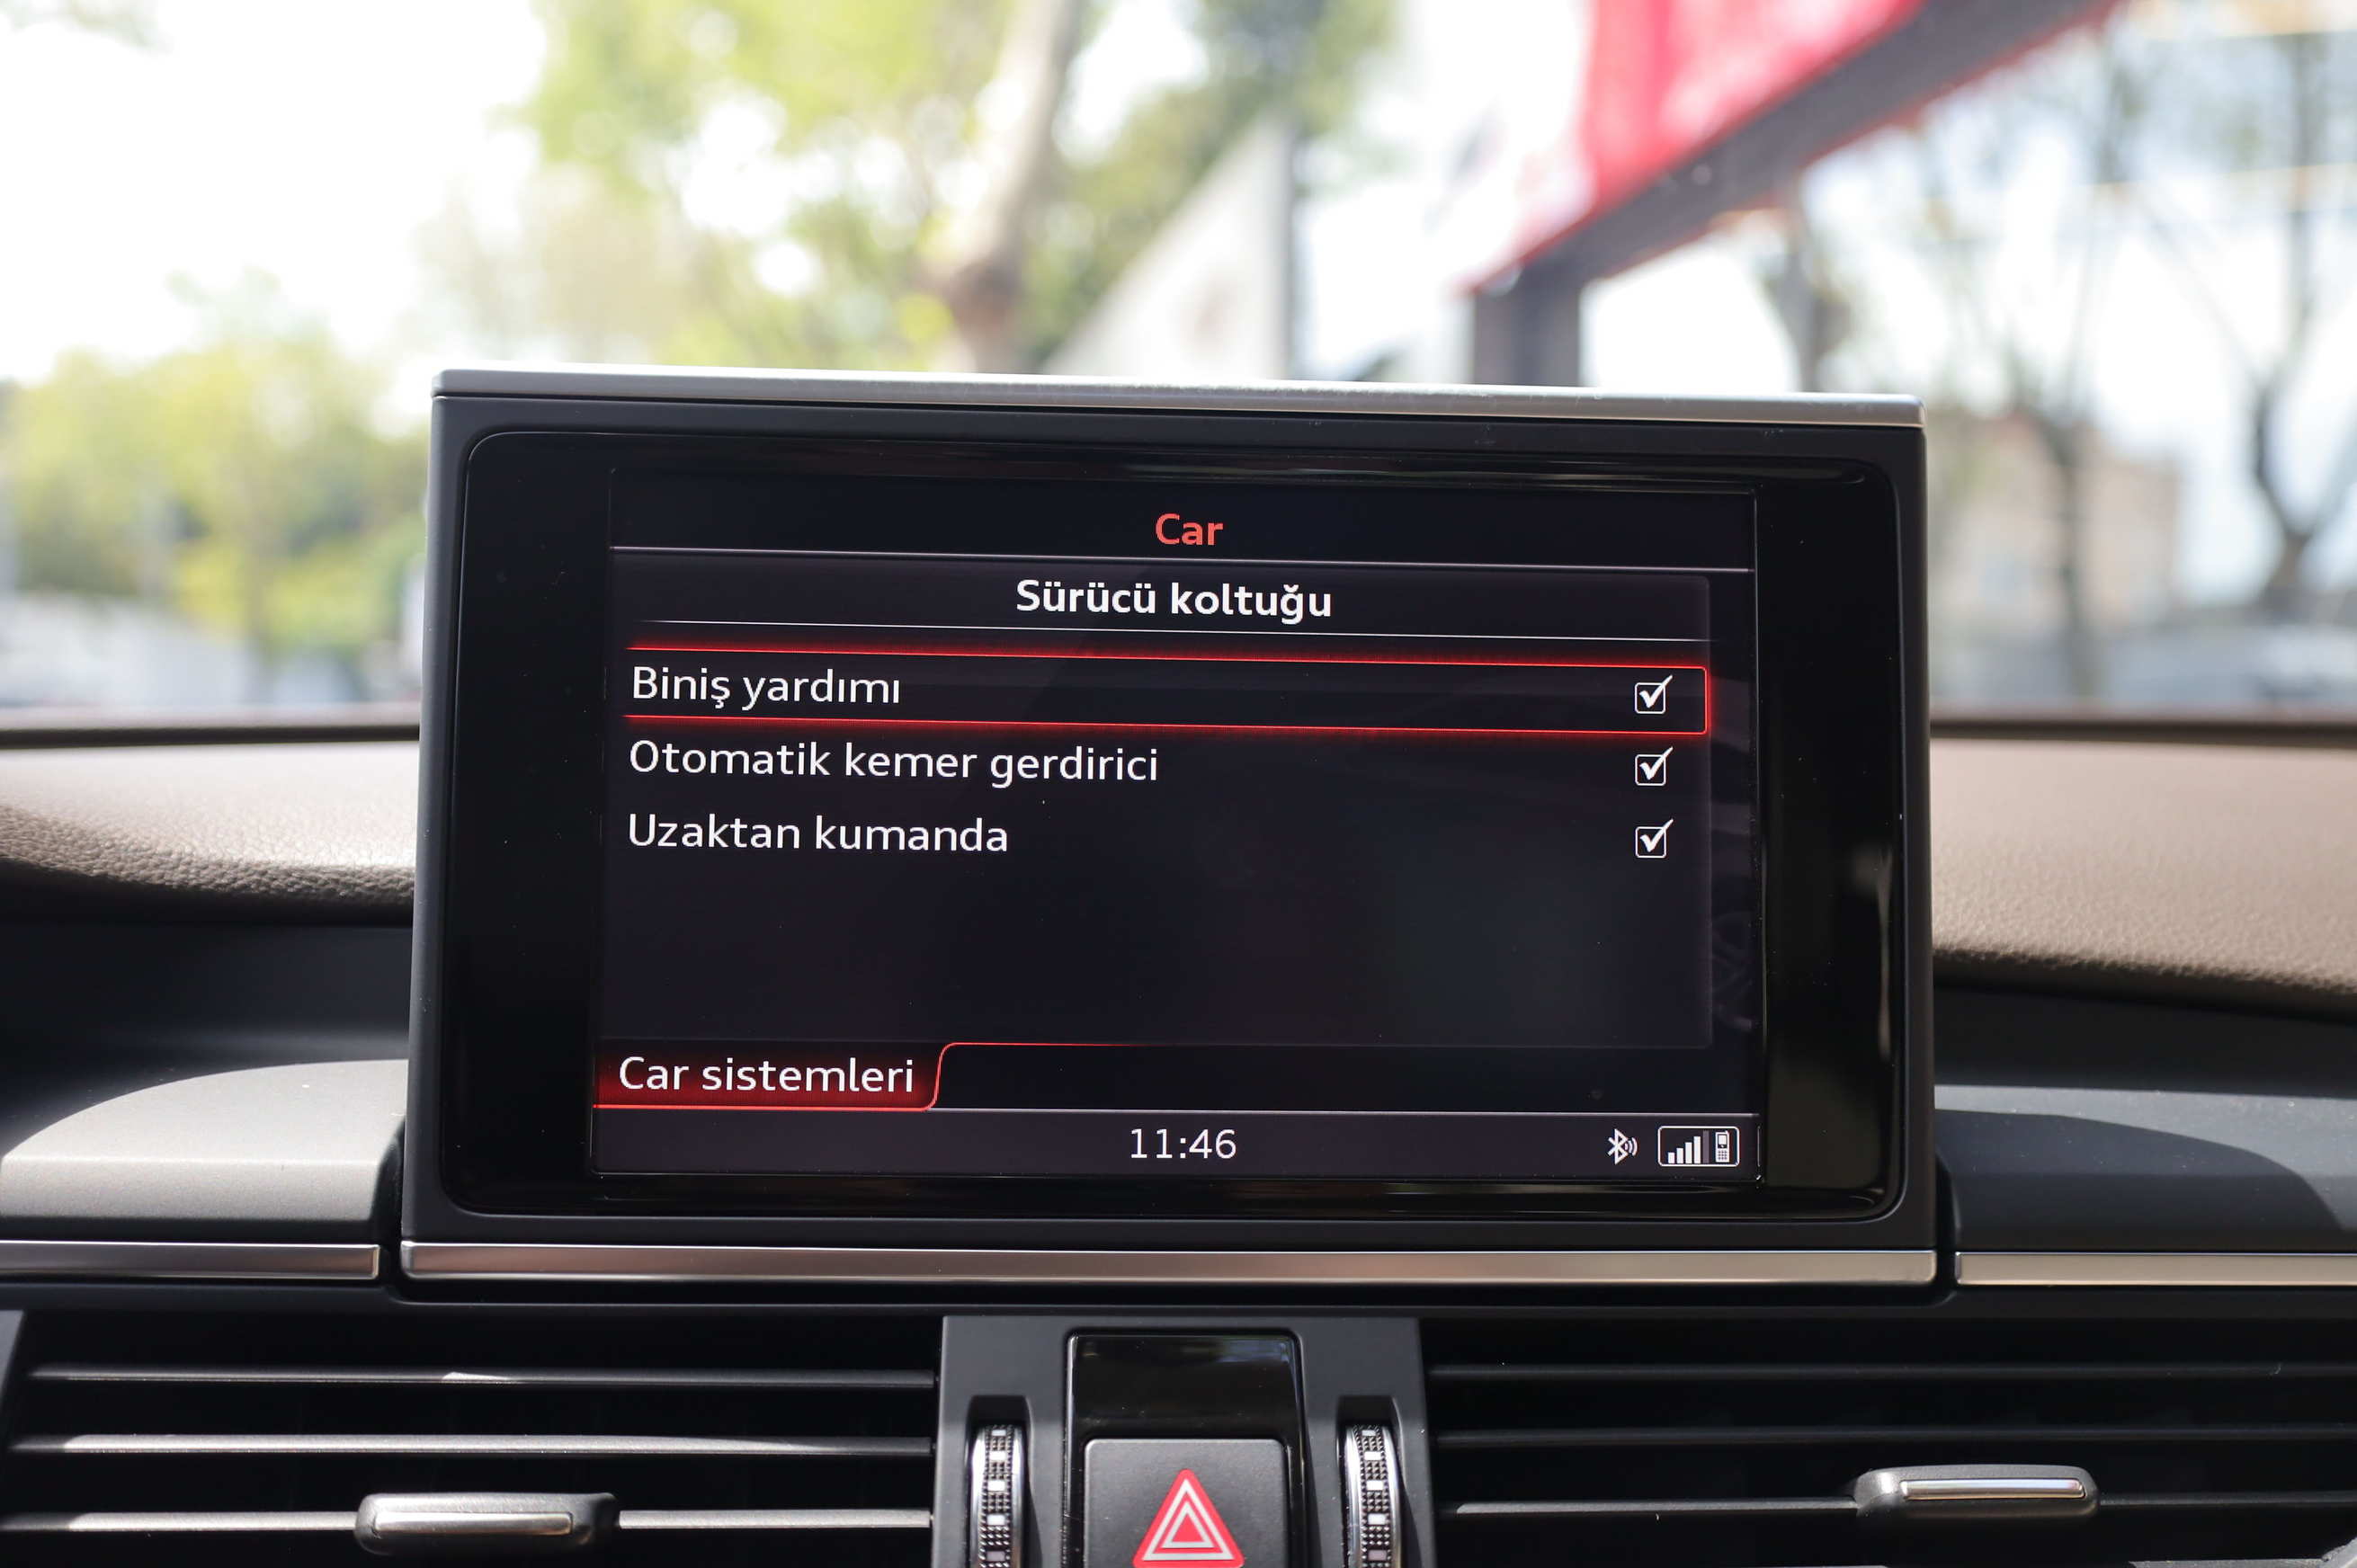 Car
Sürücü koltuğu
Biniş yardımı
Otomatik kemer gerdirici
Uzaktan kumanda
Car sistemleri
11:46